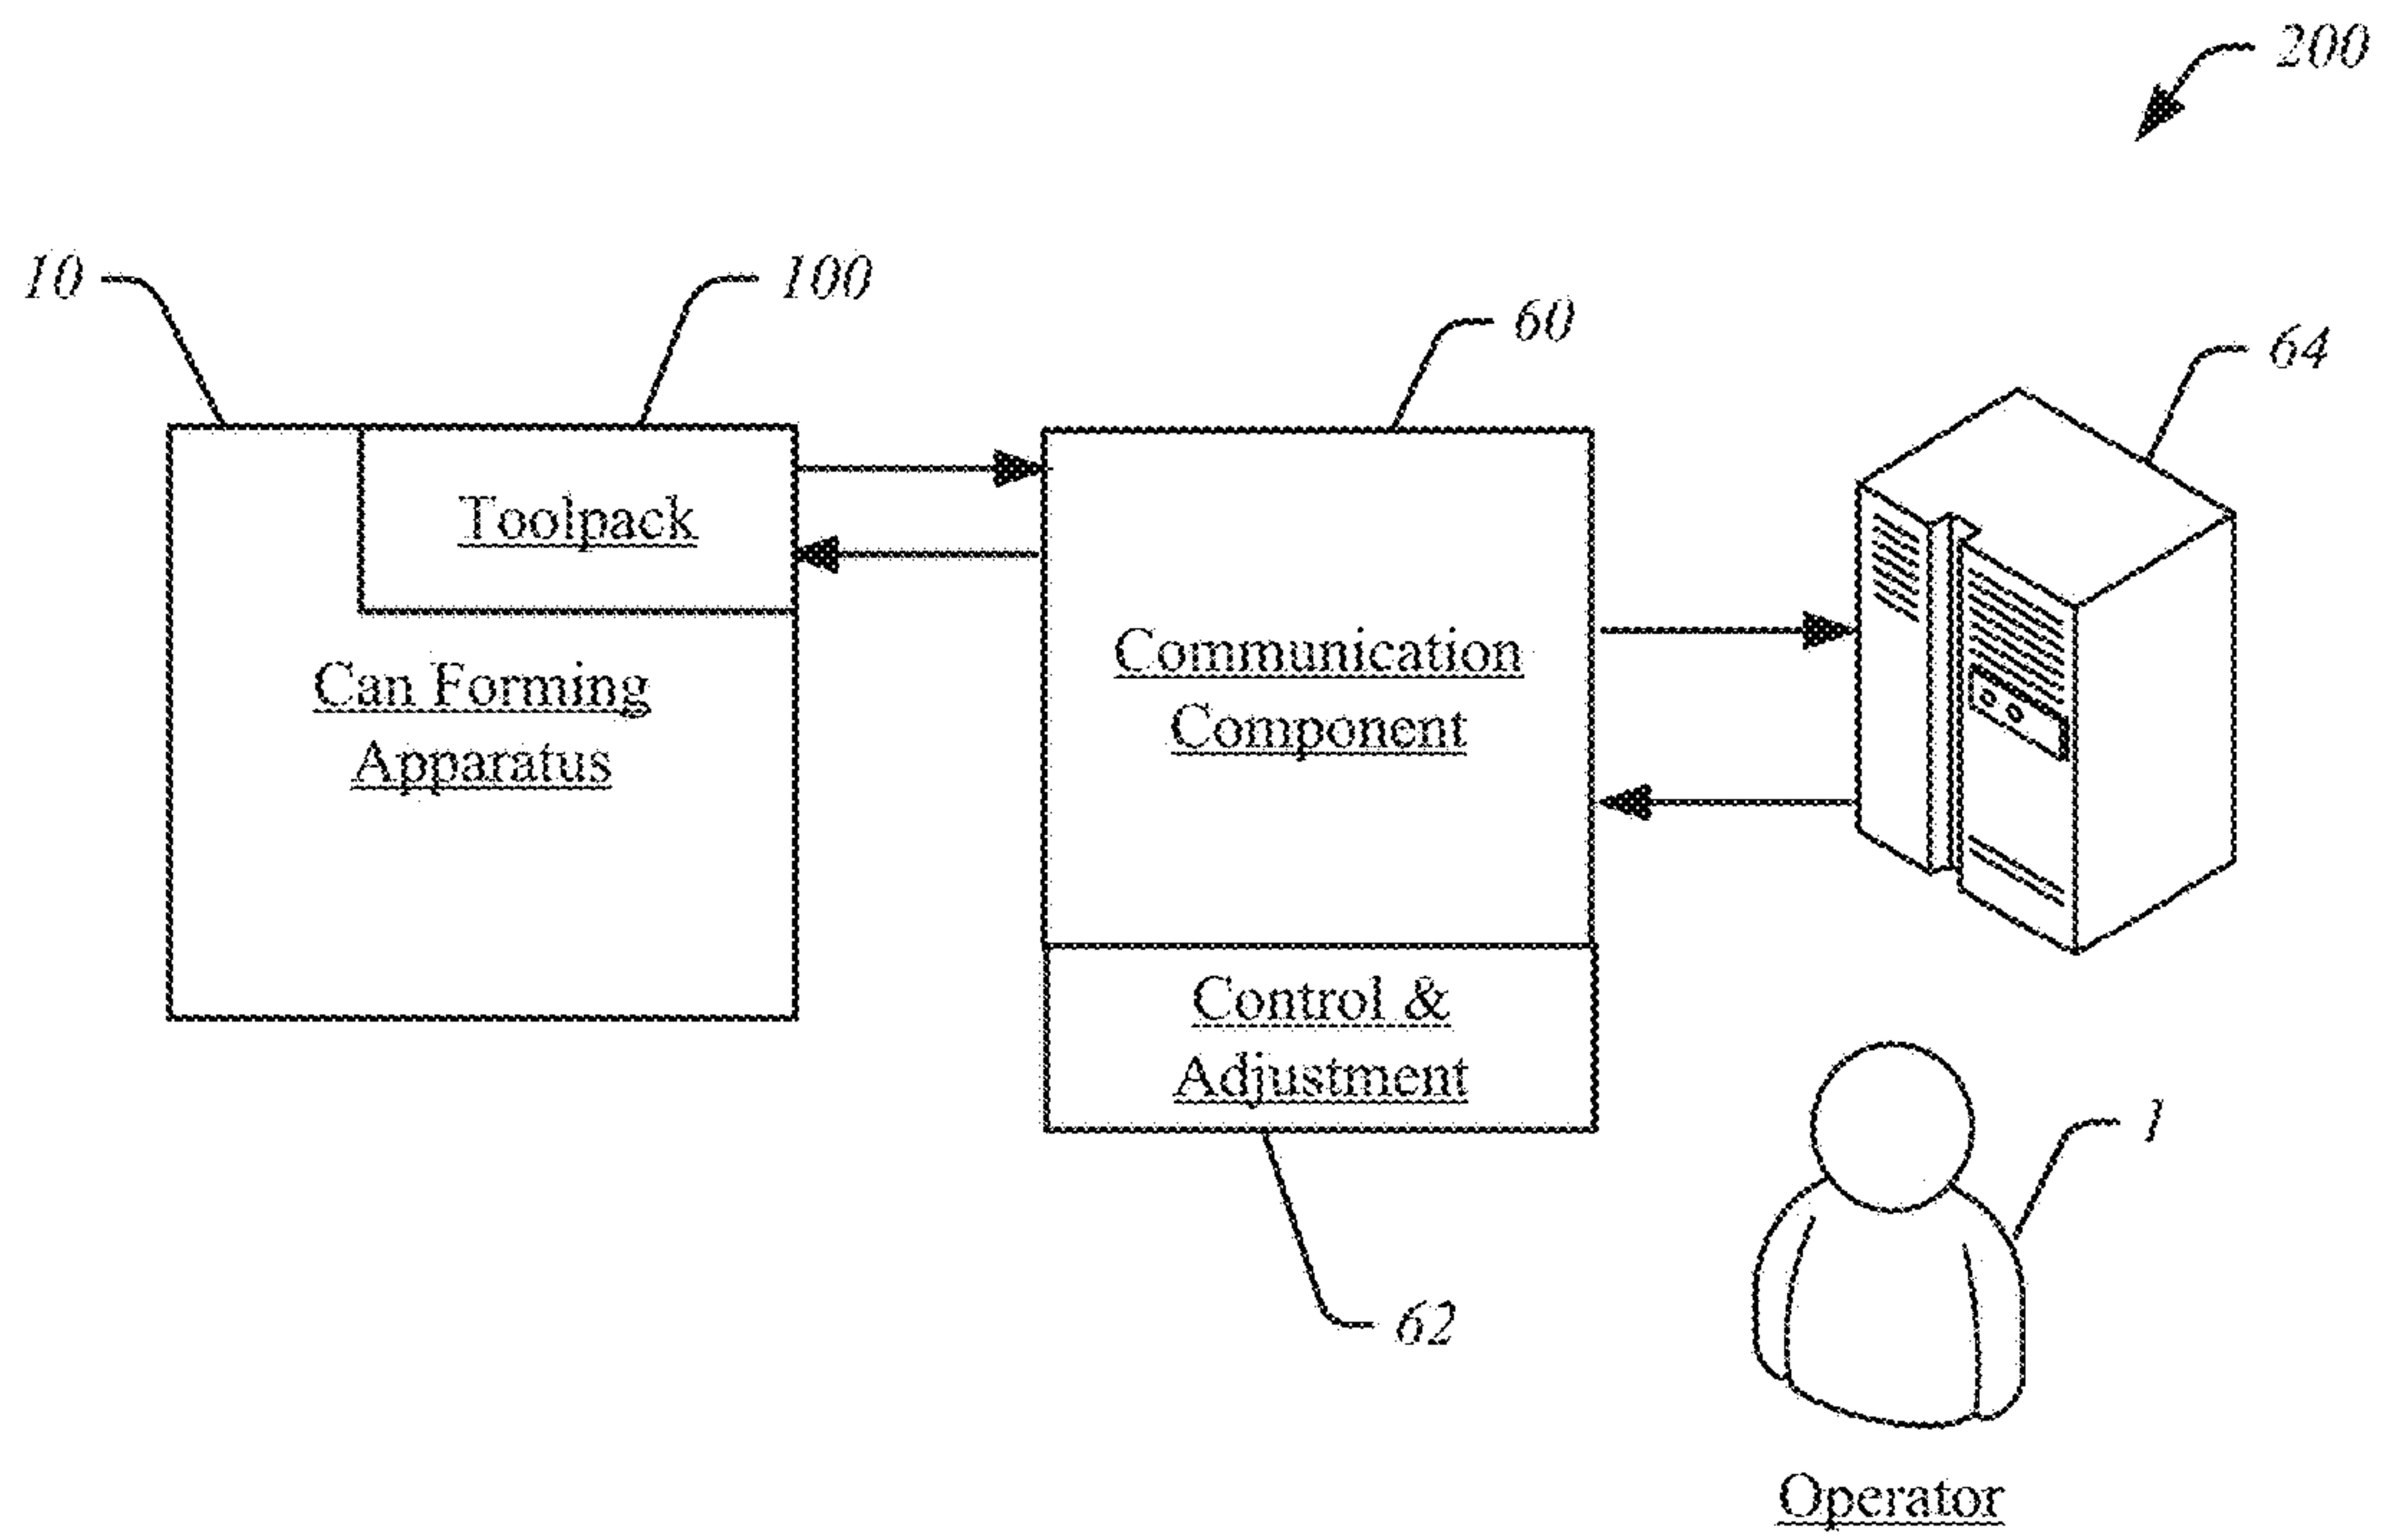 200
10
100
60
64
Toolpack
Can Forming
Apparatus
Communication
Component
Control &
Adjustment
1
62
Operator